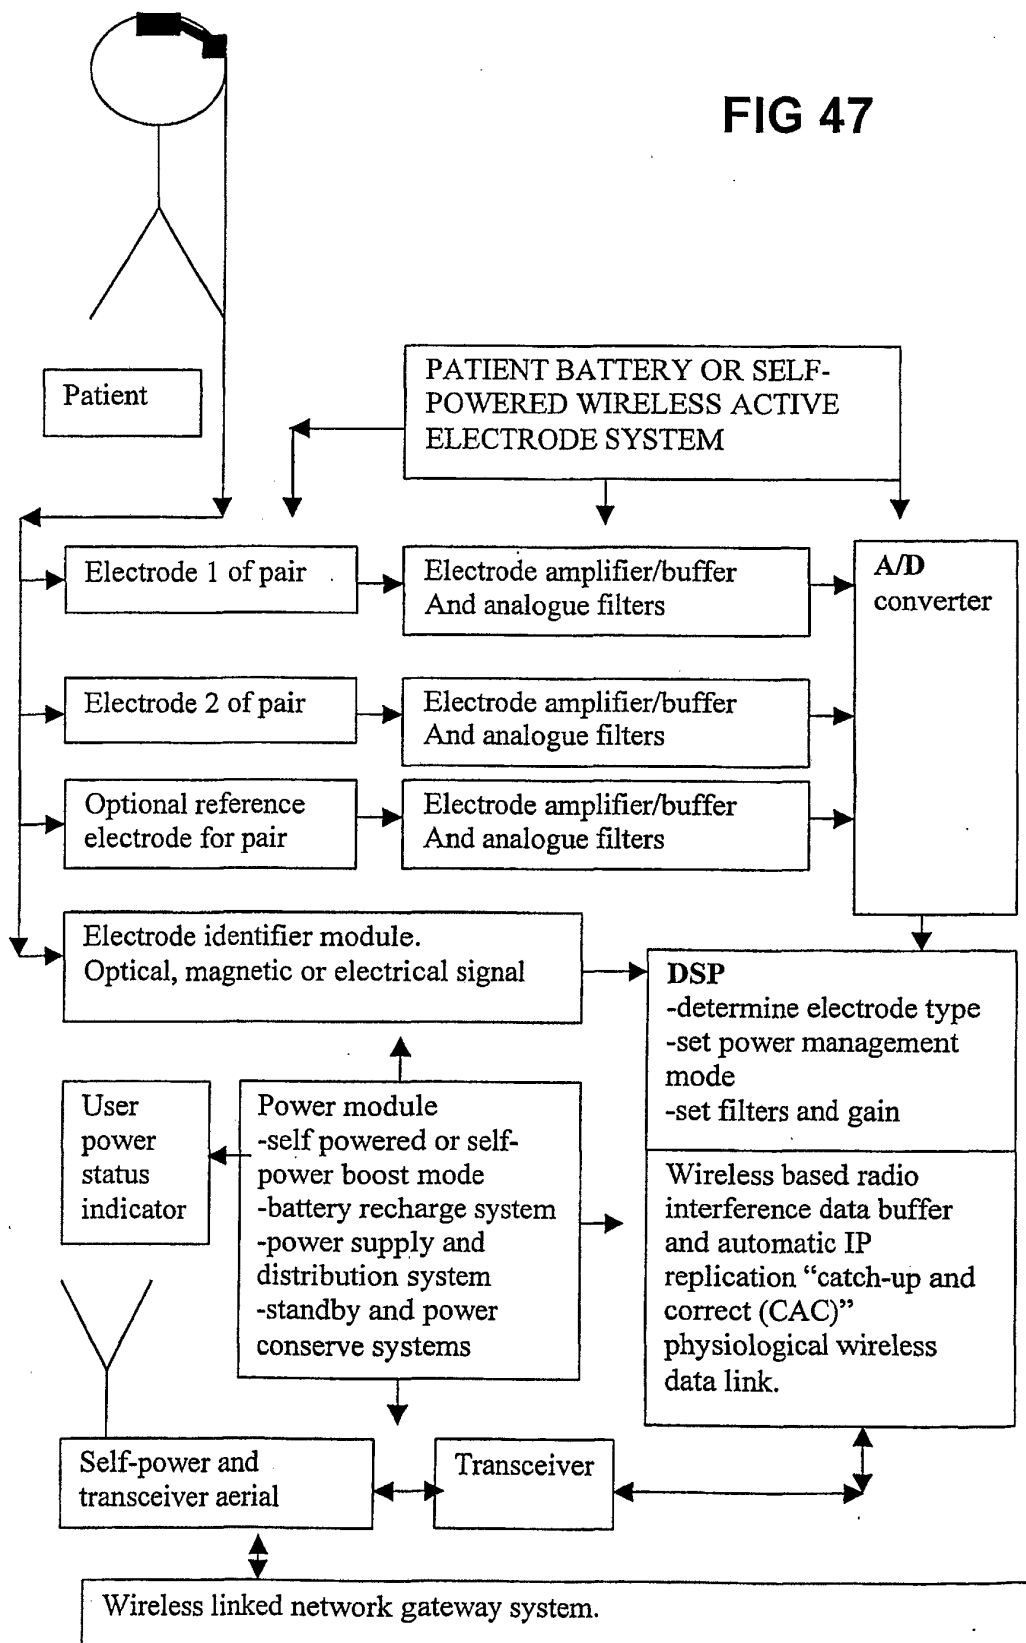 FIG 47
Patient
PATIENT BATTERY OR SELF-
POWERED WIRELESS ACTIVE
ELECTRODE SYSTEM
Electrode 1 of pair
Electrode amplifier/buffer
And analogue filters
A/D
converter
Electrode 2 of pair
Electrode amplifier/buffer
And analogue filters
Optional reference
electrode for pair
Electrode amplifier/buffer
And analogue filters
Electrode identifier module.
Optical, magnetic or electrical signal
DSP
-determine electrode type
-set power management
mode
-set filters and gain
User
power
status
indicator
Power module
-self powered or self-
power boost mode
-battery recharge system
-power supply and
distribution system
-standby and power
conserve systems
Wireless based radio
interference data buffer
and automatic IP
replication “catch-up and
correct (CAC)”
physiological wireless
data link.
Self-power and
transceiver aerial
Transceiver
Wireless linked network gateway system.